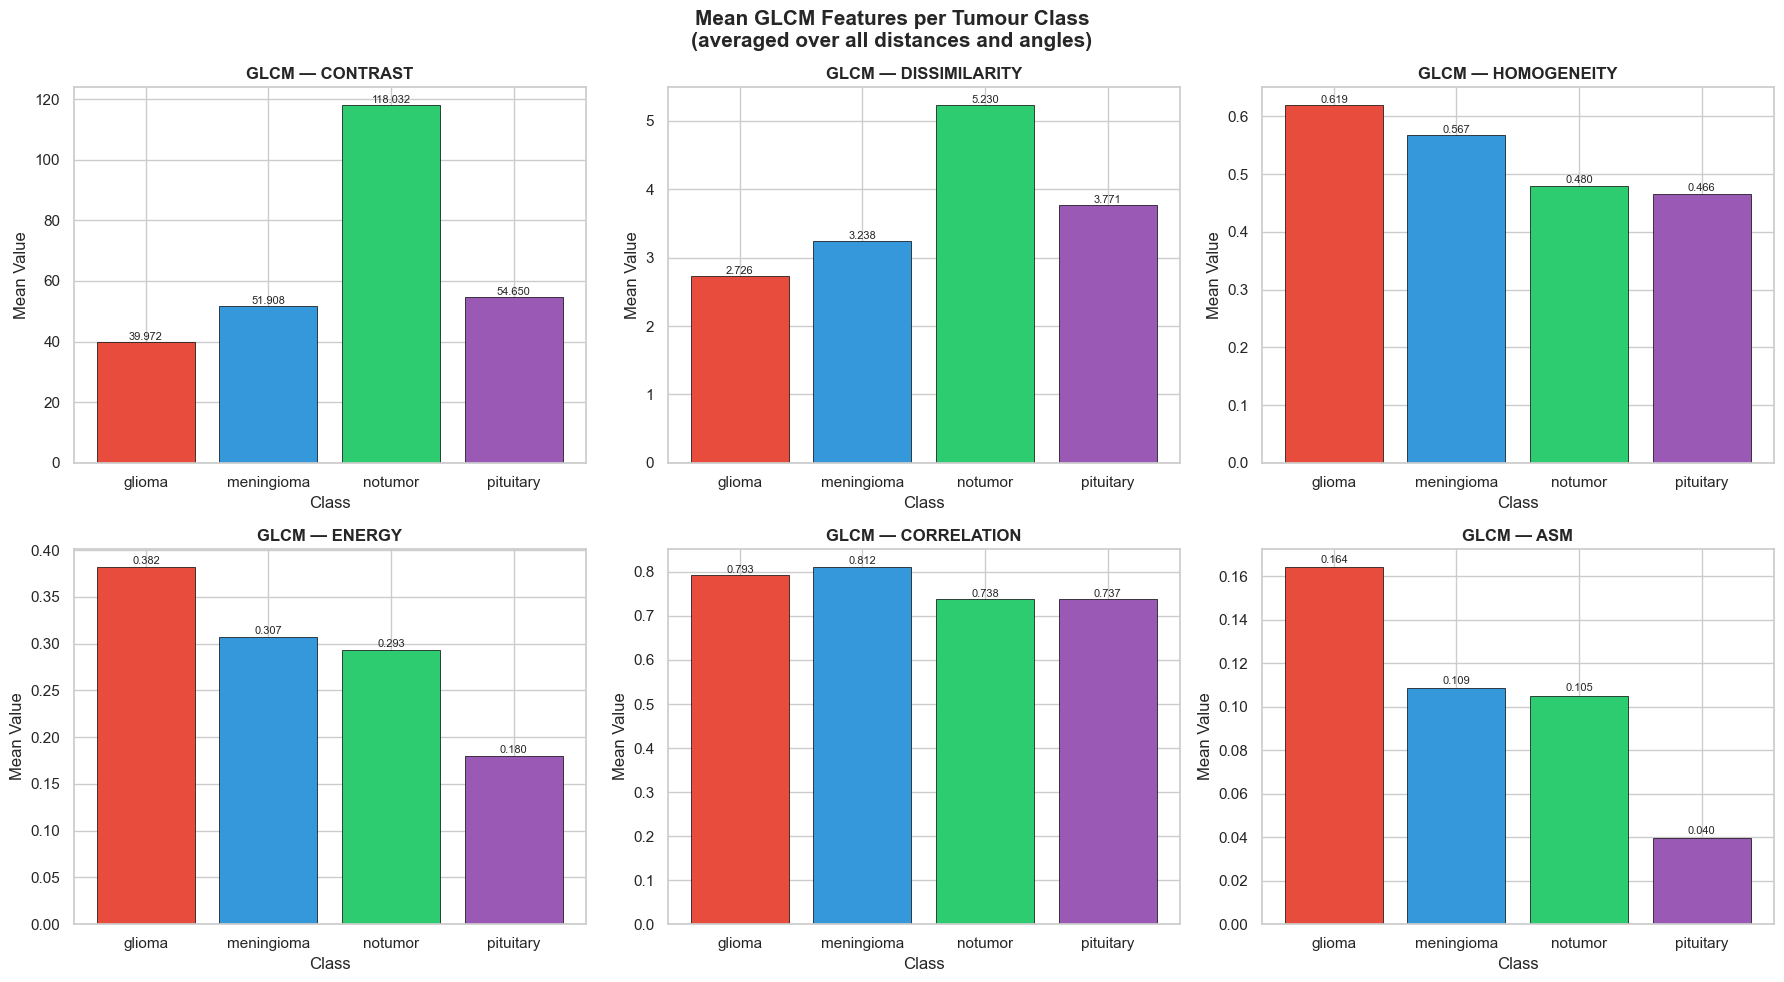 Mean GLCM Features per Tumour Class
(averaged over all distances and angles)
GLCM — CONTRAST
Mean Value
120
100
80
60
40
20
0
39.972
51.908
118.032
54.650
glioma meningioma notumor pituitary
Class
GLCM — DISSIMILARITY
Mean Value
5
4
3
2
1
0
2.726
3.238
5.230
3.771
glioma meningioma notumor pituitary
Class
GLCM — HOMOGENEITY
Mean Value
0.6
0.5
0.4
0.3
0.2
0.1
0.0
0.619
0.567
0.480
0.466
glioma meningioma notumor pituitary
Class
GLCM — ENERGY
Mean Value
0.40
0.35
0.30
0.25
0.20
0.15
0.10
0.05
0.00
0.382
0.307
0.293
0.180
glioma meningioma notumor pituitary
Class
GLCM — CORRELATION
Mean Value
0.8
0.7
0.6
0.5
0.4
0.3
0.2
0.1
0.0
0.793
0.812
0.738
0.737
glioma meningioma notumor pituitary
Class
GLCM — ASM
Mean Value
0.16
0.14
0.12
0.10
0.08
0.06
0.04
0.02
0.00
0.164
0.109
0.105
0.040
glioma meningioma notumor pituitary
Class